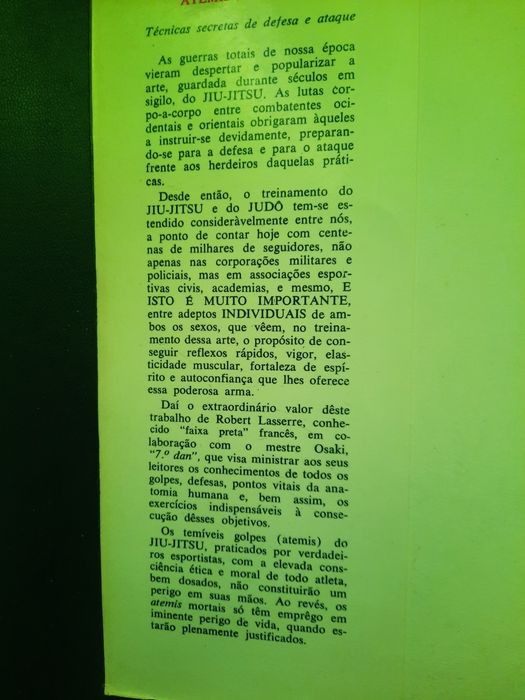 ATEMIS
Técnicas secretas de defesa e ataque
As guerras totais de nossa época
vieram despertar e popularizar a
arte, guardada durante séculos em
sigilo, do JIU-JITSU. As lutas cor-
po-a-corpo entre combatentes oci-
dentais e orientais obrigaram àqueles
a instruir-se devidamente, preparan-
do-se para a defesa e para o ataque
frente aos herdeiros daquelas práti-
cas.
Desde então, o treinamento do
JIU-JITSU e do JUDÔ tem-se es-
tendido consideràvelmente entre nós,
a ponto de contar hoje com cente-
nas de milhares de seguidores, não
apenas nas corporações militares e
policiais, mas em associações espor-
tivas civis, academias, e mesmo, E
ISTO É MUITO IMPORTANTE,
entre adeptos INDIVIDUAIS de am-
bos os sexos, que vêem, no treina-
mento dessa arte, o propósito de con-
seguir reflexos rápidos, vigor, elas-
ticidade muscular, fortaleza de espí-
rito e autoconfiança que lhes oferece
essa poderosa arma.
Daí o extraordinário valor dêste
trabalho de Robert Lasserre, conhe-
cido "faixa preta" francês, em co-
laboração com o mestre Osaki,
"7.º dan", que visa ministrar aos seus
leitores os conhecimentos de todos os
golpes, defesas, pontos vitais da ana-
tomia humana e, bem assim, os
exercícios indispensáveis à conse-
cução dêsses objetivos.
Os temíveis golpes (atemis) do
JIU-JITSU, praticados por verdadei-
ros esportistas, com a elevada cons-
ciência ética e moral de todo atleta,
bem dosados, não constituirão um
perigo em suas mãos. Ao revés, os
atemis mortais só têm emprêgo em
iminente perigo de vida, quando es-
tarão plenamente justificados.